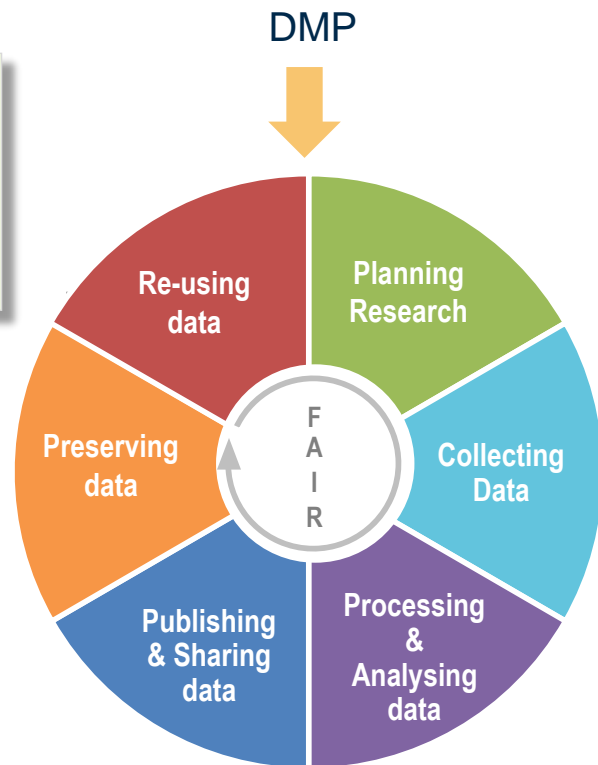 DMP
Re-using
data
Planning
Research
Preserving
data
F
A
I
R
Collecting
Data
Publishing
& Sharing
data
Processing
&
Analysing
data